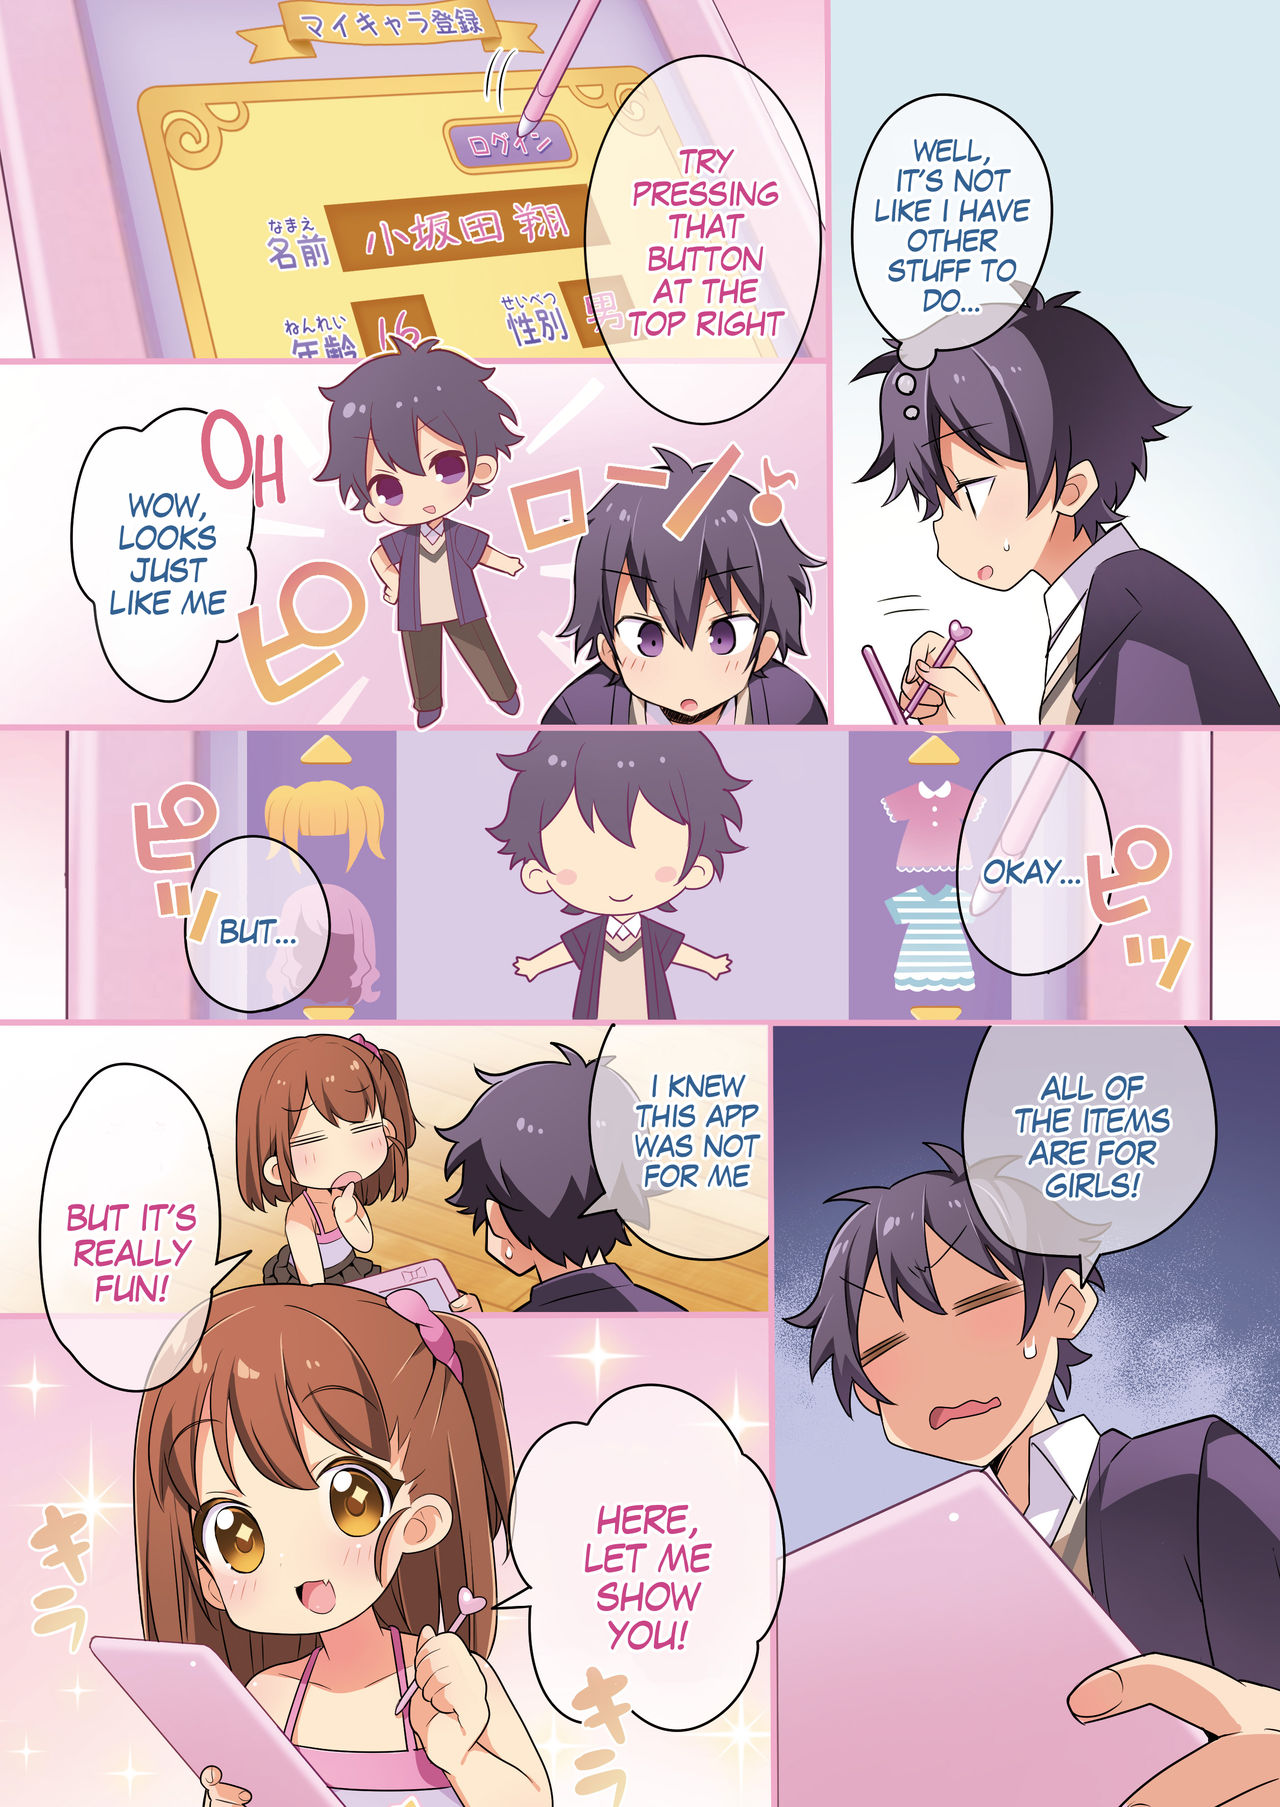 WELL,
IT'S NOT
LIKE I HAVE
OTHER
STUFF TO
DO...
マイキャラ登録
ログイン
なまえ
名前
小坂田 翔
ねんれい
年齢
16
せいべつ
性別
男
TRY
PRESSING
THAT
BUTTON
AT THE
TOP RIGHT
ピ
ローン♪
OH
WOW,
LOOKS
JUST
LIKE ME
OKAY...
ピッ
BUT...
ピッ
ALL OF
THE ITEMS
ARE FOR
GIRLS!
I KNEW
THIS APP
WAS NOT
FOR ME
BUT IT'S
REALLY
FUN!
HERE,
LET ME
SHOW
YOU!
キラ
キラ